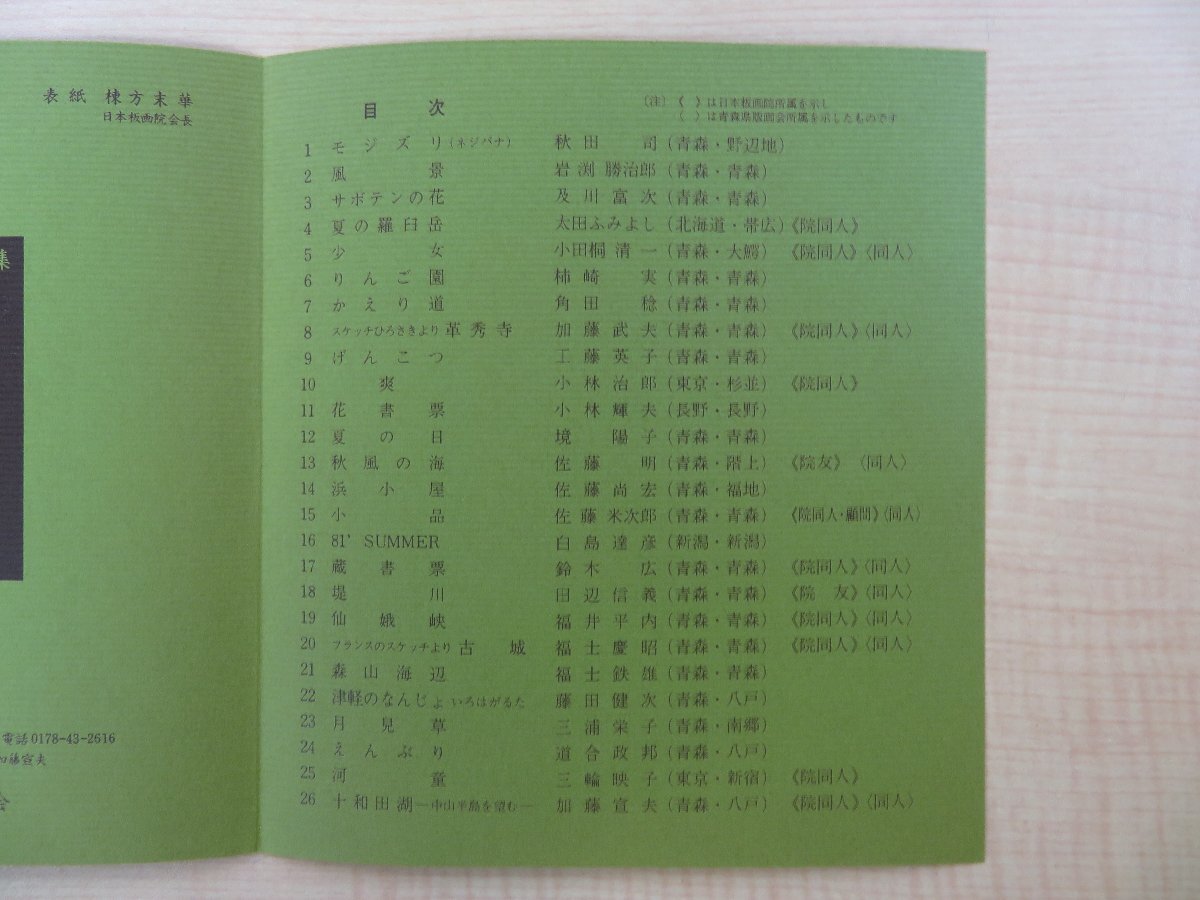 集
表紙 棟方末華
日本板画院会長
電話0178-43-2616
加藤宣夫
会
目次
〔注〕《 》は日本板画院所属を示し
〈 〉は青森県版画会所属を示したものです
1 モジズリ(ネジバナ) 秋田司(青森・野辺地)
2 風景 岩渕勝治郎(青森・青森)
3 サボテンの花 及川富次(青森・青森)
4 夏の羅臼岳 太田ふみよし(北海道・帯広)《院同人》
5 少女 小田桐清一(青森・大鰐)《院同人》〈同人〉
6 りんご園 柿崎実(青森・青森)
7 かえり道 角田稔(青森・青森)
8 スケッチひろさきより 革秀寺 加藤武夫(青森・青森)《院同人》〈同人〉
9 げんこつ 工藤英子(青森・青森)
10 爽 小林治郎(東京・杉並)《院同人》
11 花書票 小林輝夫(長野・長野)
12 夏の日 境陽子(青森・青森)
13 秋風の海 佐藤明(青森・階上)《院友》〈同人〉
14 浜小屋 佐藤尚宏(青森・福地)
15 小品 佐藤米次郎(青森・青森)《院同人・顧問》〈同人〉
16 81' SUMMER 白島達彦(新潟・新潟)
17 蔵書票 鈴木広(青森・青森)《院同人》〈同人〉
18 堤川 田辺信義(青森・青森)《院友》〈同人〉
19 仙娥峡 福井平内(青森・青森)《院同人》〈同人〉
20 フランスのスケッチより 古城 福士慶昭(青森・青森)《院同人》〈同人〉
21 森山海辺 福士鉄雄(青森・青森)
22 津軽のなんじょ いろはがるた 藤田健次(青森・八戸)
23 月見草 三浦栄子(青森・南郷)
24 えんぶり 道合政邦(青森・八戸)
25 河童 三輪映子(東京・新宿)《院同人》
26 十和田湖―中山半島を望む― 加藤宣夫(青森・八戸)《院同人》〈同人〉